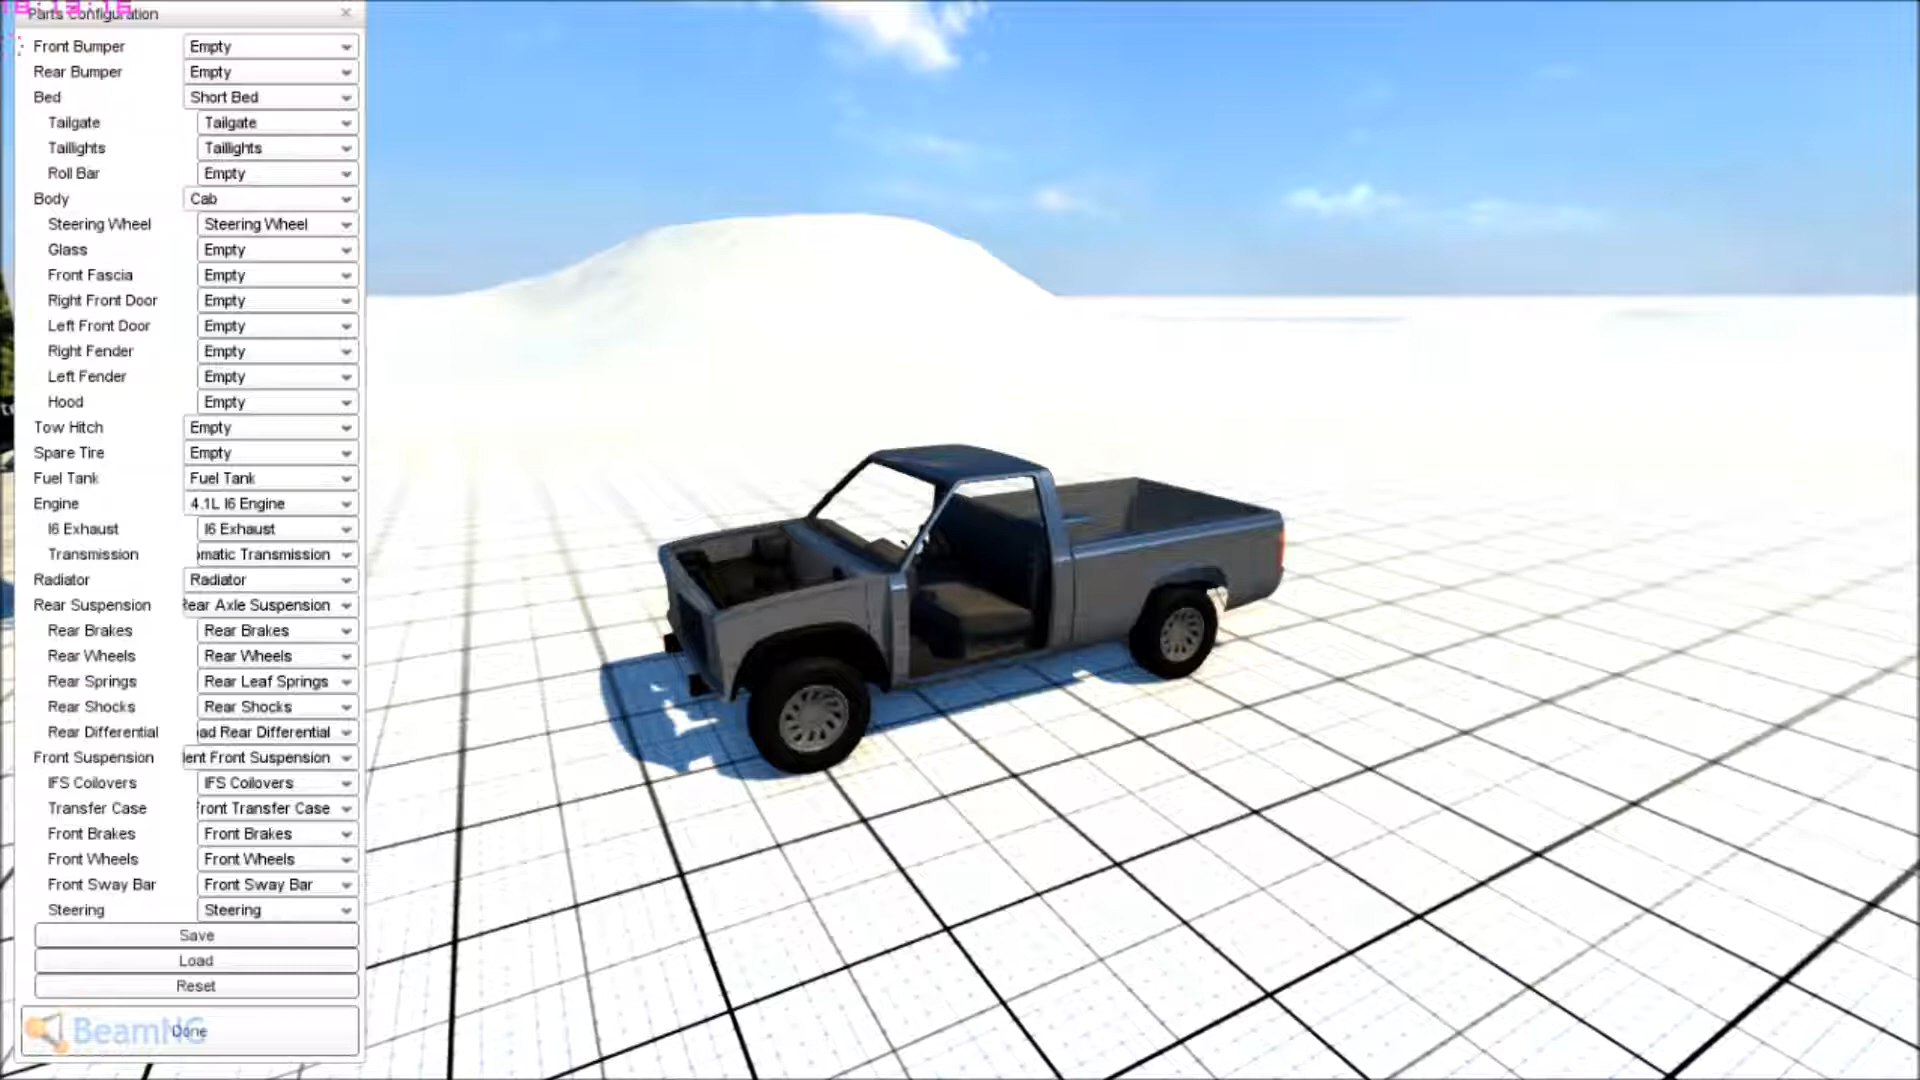 Parts Configuration
Front Bumper Empty
Rear Bumper Empty
Bed Short Bed
Tailgate Tailgate
Taillights Taillights
Roll Bar Empty
Body Cab
Steering Wheel Steering Wheel
Glass Empty
Front Fascia Empty
Right Front Door Empty
Left Front Door Empty
Right Fender Empty
Left Fender Empty
Hood Empty
Tow Hitch Empty
Spare Tire Empty
Fuel Tank Fuel Tank
Engine 4.1L I6 Engine
I6 Exhaust I6 Exhaust
Transmission omatic Transmission
Radiator Radiator
Rear Suspension Rear Axle Suspension
Rear Brakes Rear Brakes
Rear Wheels Rear Wheels
Rear Springs Rear Leaf Springs
Rear Shocks Rear Shocks
Rear Differential oad Rear Differential
Front Suspension dent Front Suspension
IFS Coilovers IFS Coilovers
Transfer Case Front Transfer Case
Front Brakes Front Brakes
Front Wheels Front Wheels
Front Sway Bar Front Sway Bar
Steering Steering
Save
Load
Reset
BeamNG Done